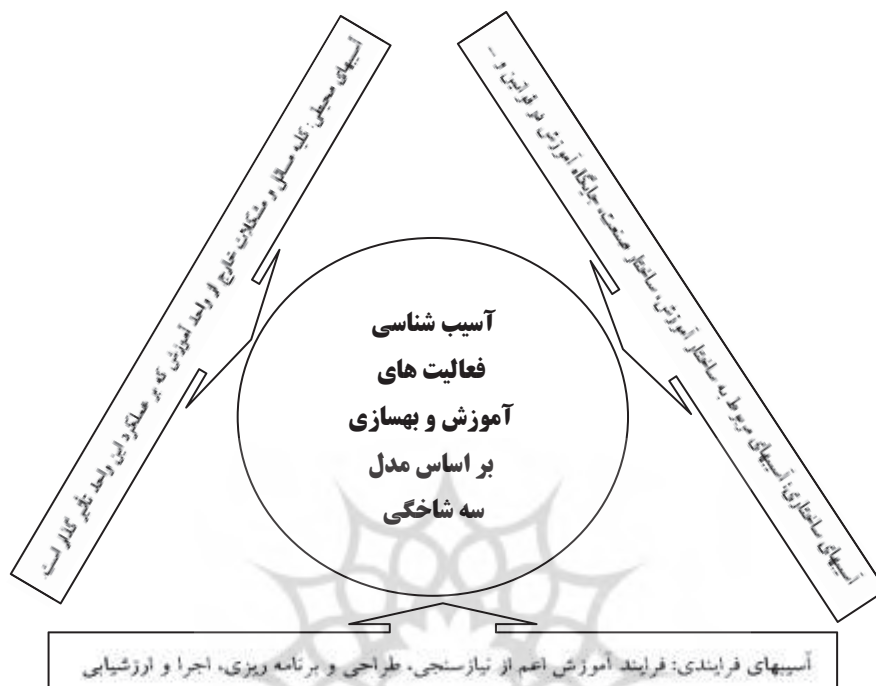 آسیبهای محیطی: کلیه مسائل و مشکلات خارج از واحد آموزش که بر عملکرد این واحد تأثیر گذار است.
آسیبهای ساختاری: آسیبهای مربوط به ساختار آموزش، ساختار صنعت، جایگاه آموزش در قوانین و ...
آسیب شناسی
فعالیت های
آموزش و بهسازی
بر اساس مدل
سه شاخگی
آسیبهای فرایندی: فرایند آموزش اعم از نیازسنجی، طراحی و برنامه ریزی، اجرا و ارزشیابی